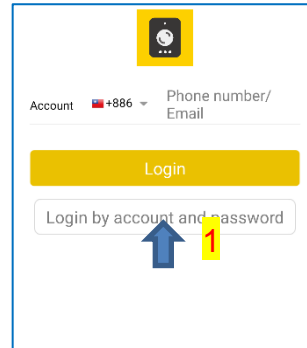 Account +886 Phone number/
Email
Login
Login by account and password
1